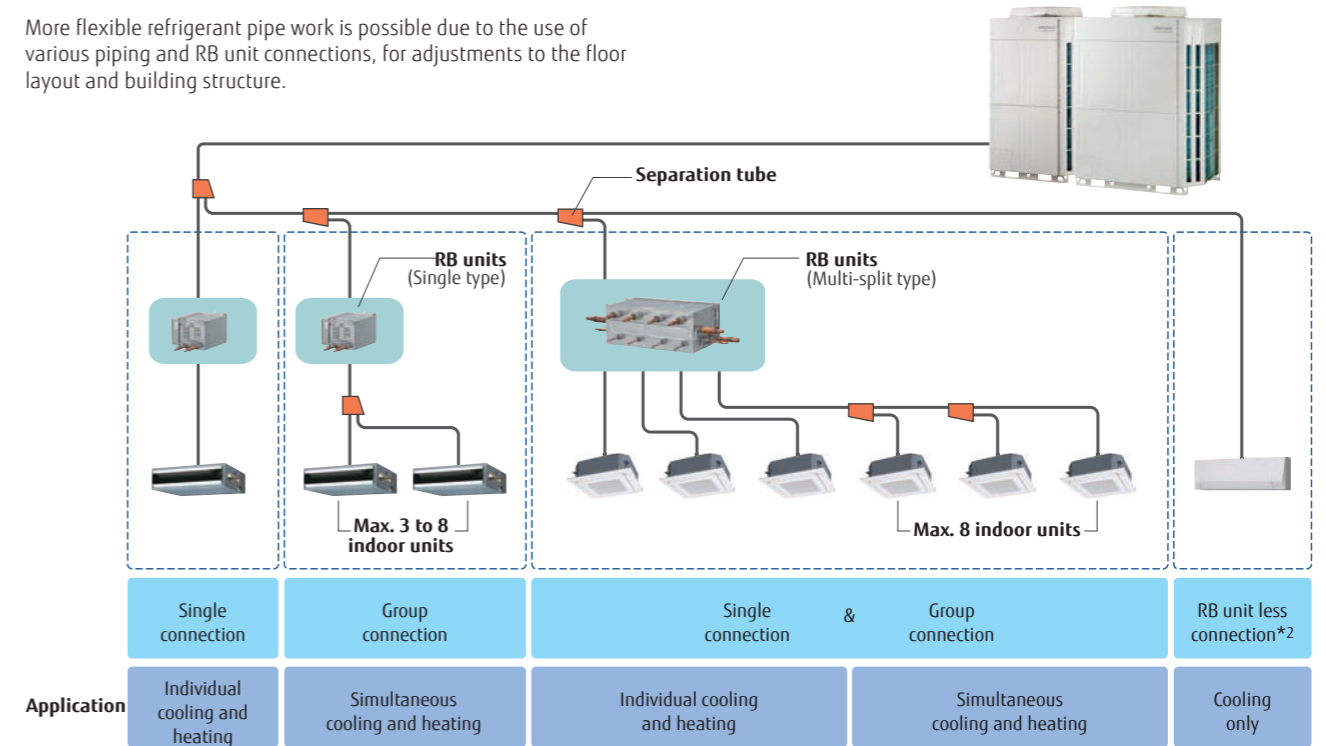 More flexible refrigerant pipe work is possible due to the use of
various piping and RB unit connections, for adjustments to the floor
layout and building structure.
Separation tube
RB units
(Single type)
RB units
(Multi-split type)
Max. 3 to 8
indoor units
Max. 8 indoor units
Single
connection
Group
connection
Single
connection
&
Group
connection
RB unit less
connection*2
Application
Individual
cooling and
heating
Simultaneous
cooling and heating
Individual cooling
and heating
Simultaneous
cooling and heating
Cooling
only